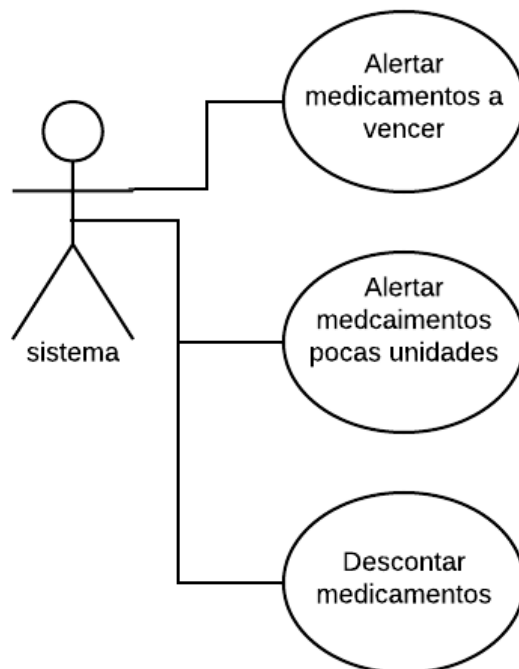 Alertar
medicamentos a
vencer
Alertar
medcaimentos
pocas unidades
sistema
Descontar
medicamentos